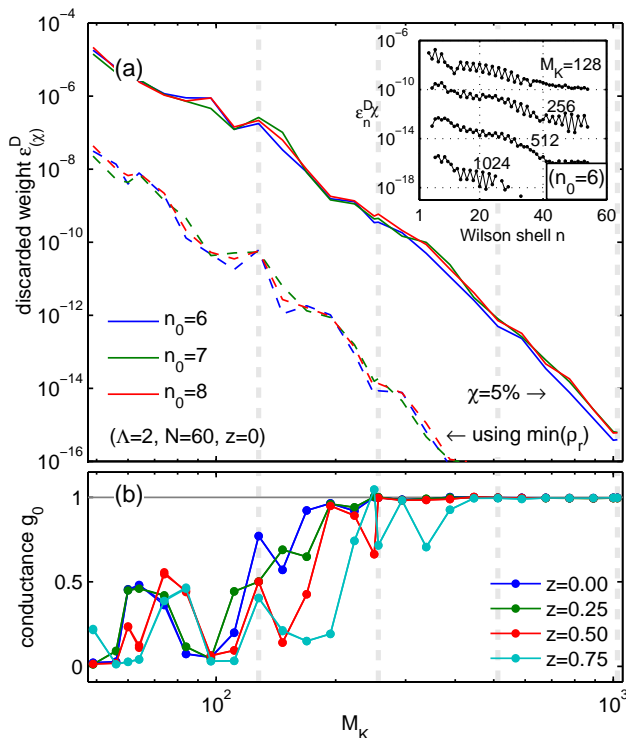 (a)
discarded weight ε^D_(χ)
10^-4
10^-6
10^-8
10^-10
10^-12
10^-14
10^-16
n_0=6
n_0=7
n_0=8
(Λ=2, N=60, z=0)
χ=5% →
← using min(ρ_r)
ε_n^D χ
10^-6
10^-10
10^-14
10^-18
M_K=128
256
512
1024
(n_0=6)
1 20 40 60
Wilson shell n
(b)
conductance g_0
1
0.5
0
z=0.00
z=0.25
z=0.50
z=0.75
10^2 10^3
M_K